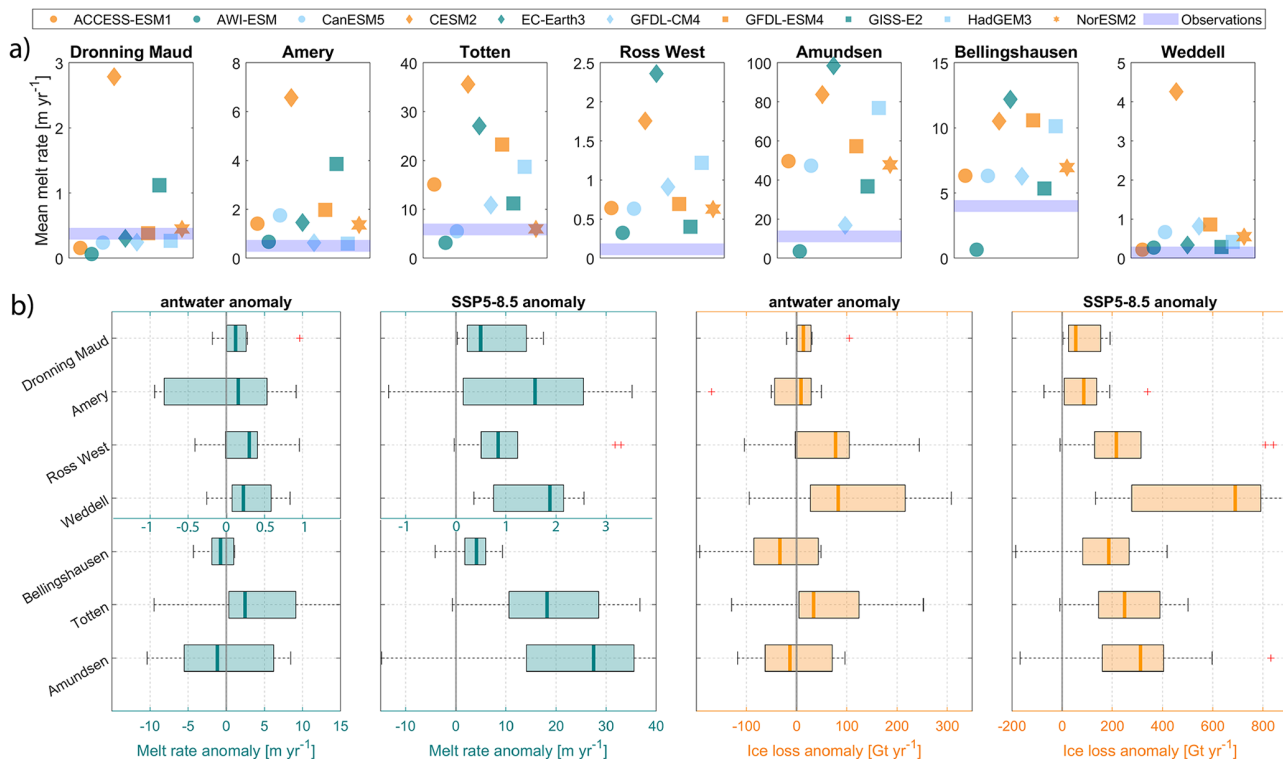 ACCESS-ESM1 AWI-ESM CanESM5 CESM2 EC-Earth3 GFDL-CM4 GFDL-ESM4 GISS-E2 HadGEM3 NorESM2 Observations
a) Dronning Maud Amery Totten Ross West Amundsen Bellingshausen Weddell
Mean melt rate [m yr⁻¹]
3 2 1 0
8 6 4 2 0
40 30 20 10 0
2.5 2 1.5 1 0.5 0
100 80 60 40 20 0
15 10 5 0
5 4 3 2 1 0
b) antwater anomaly SSP5-8.5 anomaly antwater anomaly SSP5-8.5 anomaly
Dronning Maud
Amery
Ross West
Weddell
-1 -0.5 0 0.5 1
-1 0 1 2 3
Bellingshausen
Totten
Amundsen
-10 -5 0 5 10 15
-10 0 10 20 30 40
-100 0 100 200 300
-200 0 200 400 600 800
Melt rate anomaly [m yr⁻¹] Melt rate anomaly [m yr⁻¹] Ice loss anomaly [Gt yr⁻¹] Ice loss anomaly [Gt yr⁻¹]